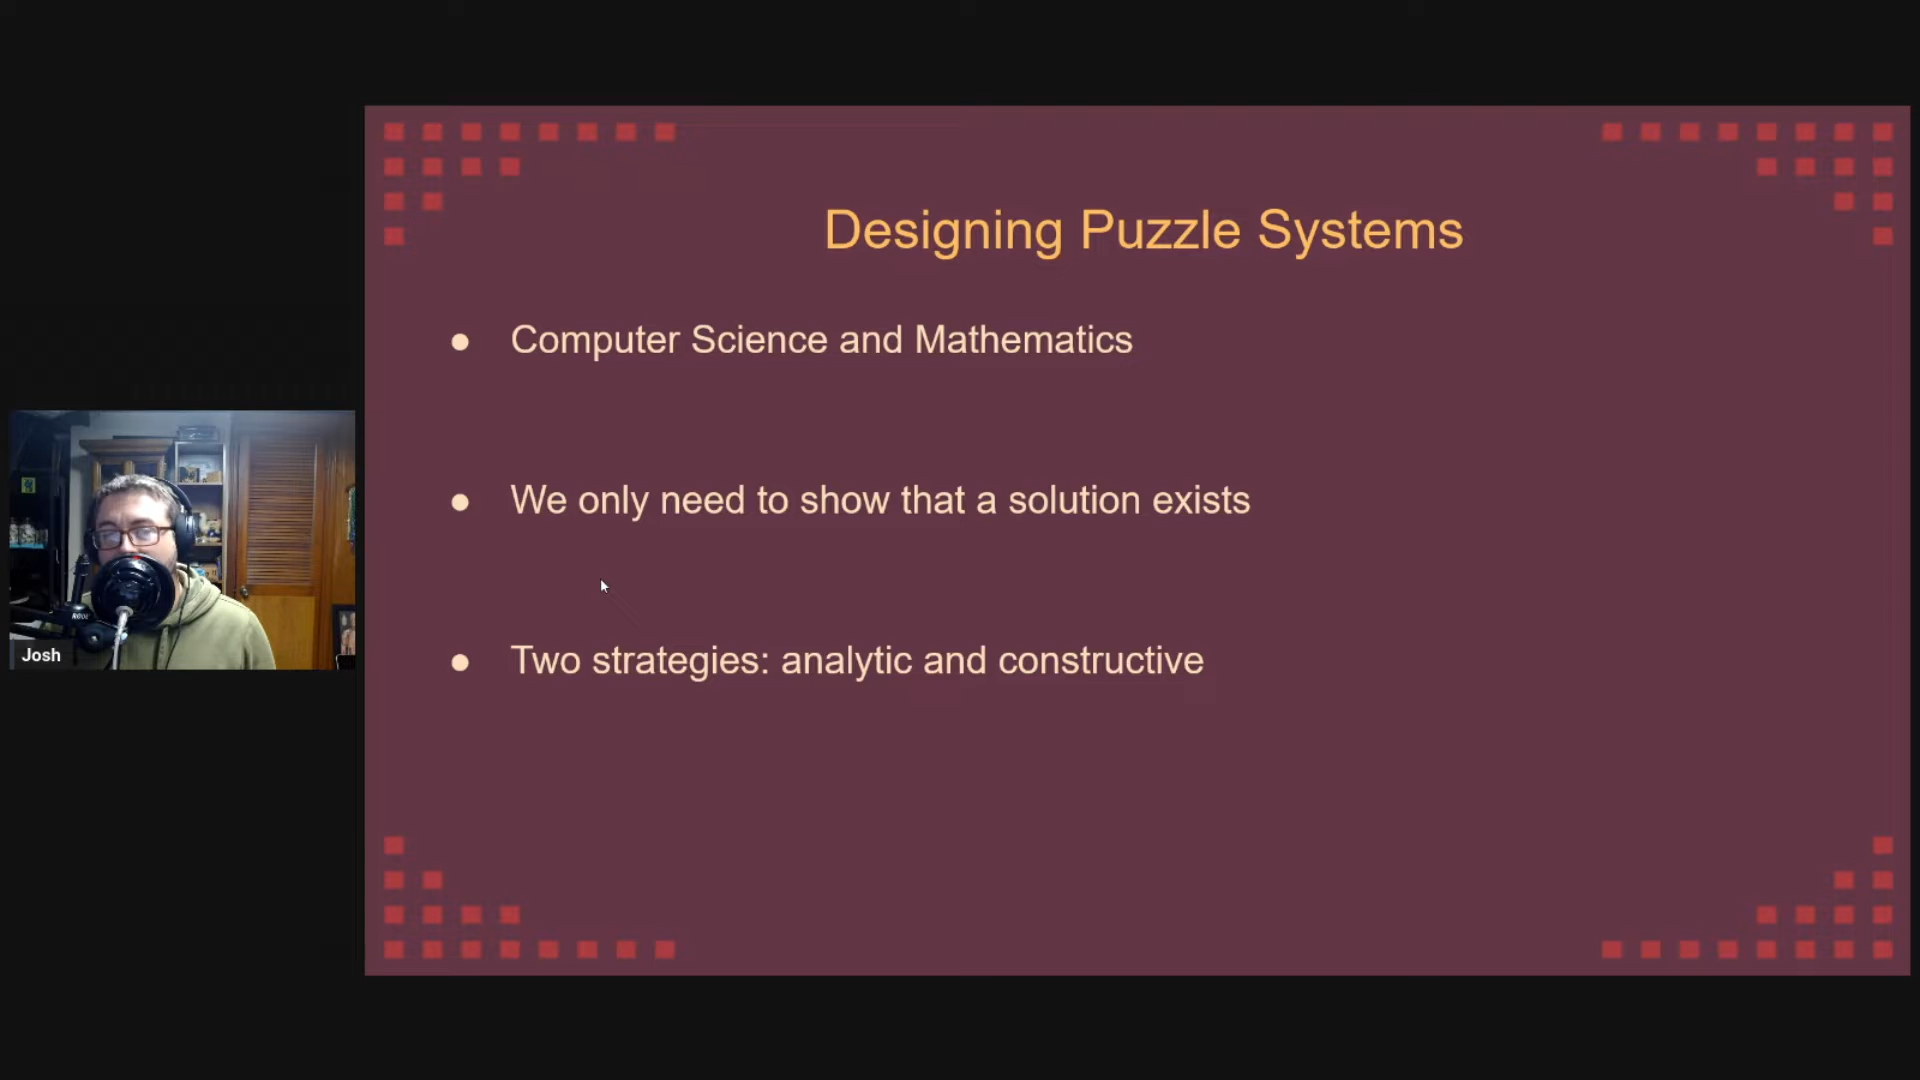 Designing Puzzle Systems
Computer Science and Mathematics
We only need to show that a solution exists
Two strategies: analytic and constructive
RODE
Josh